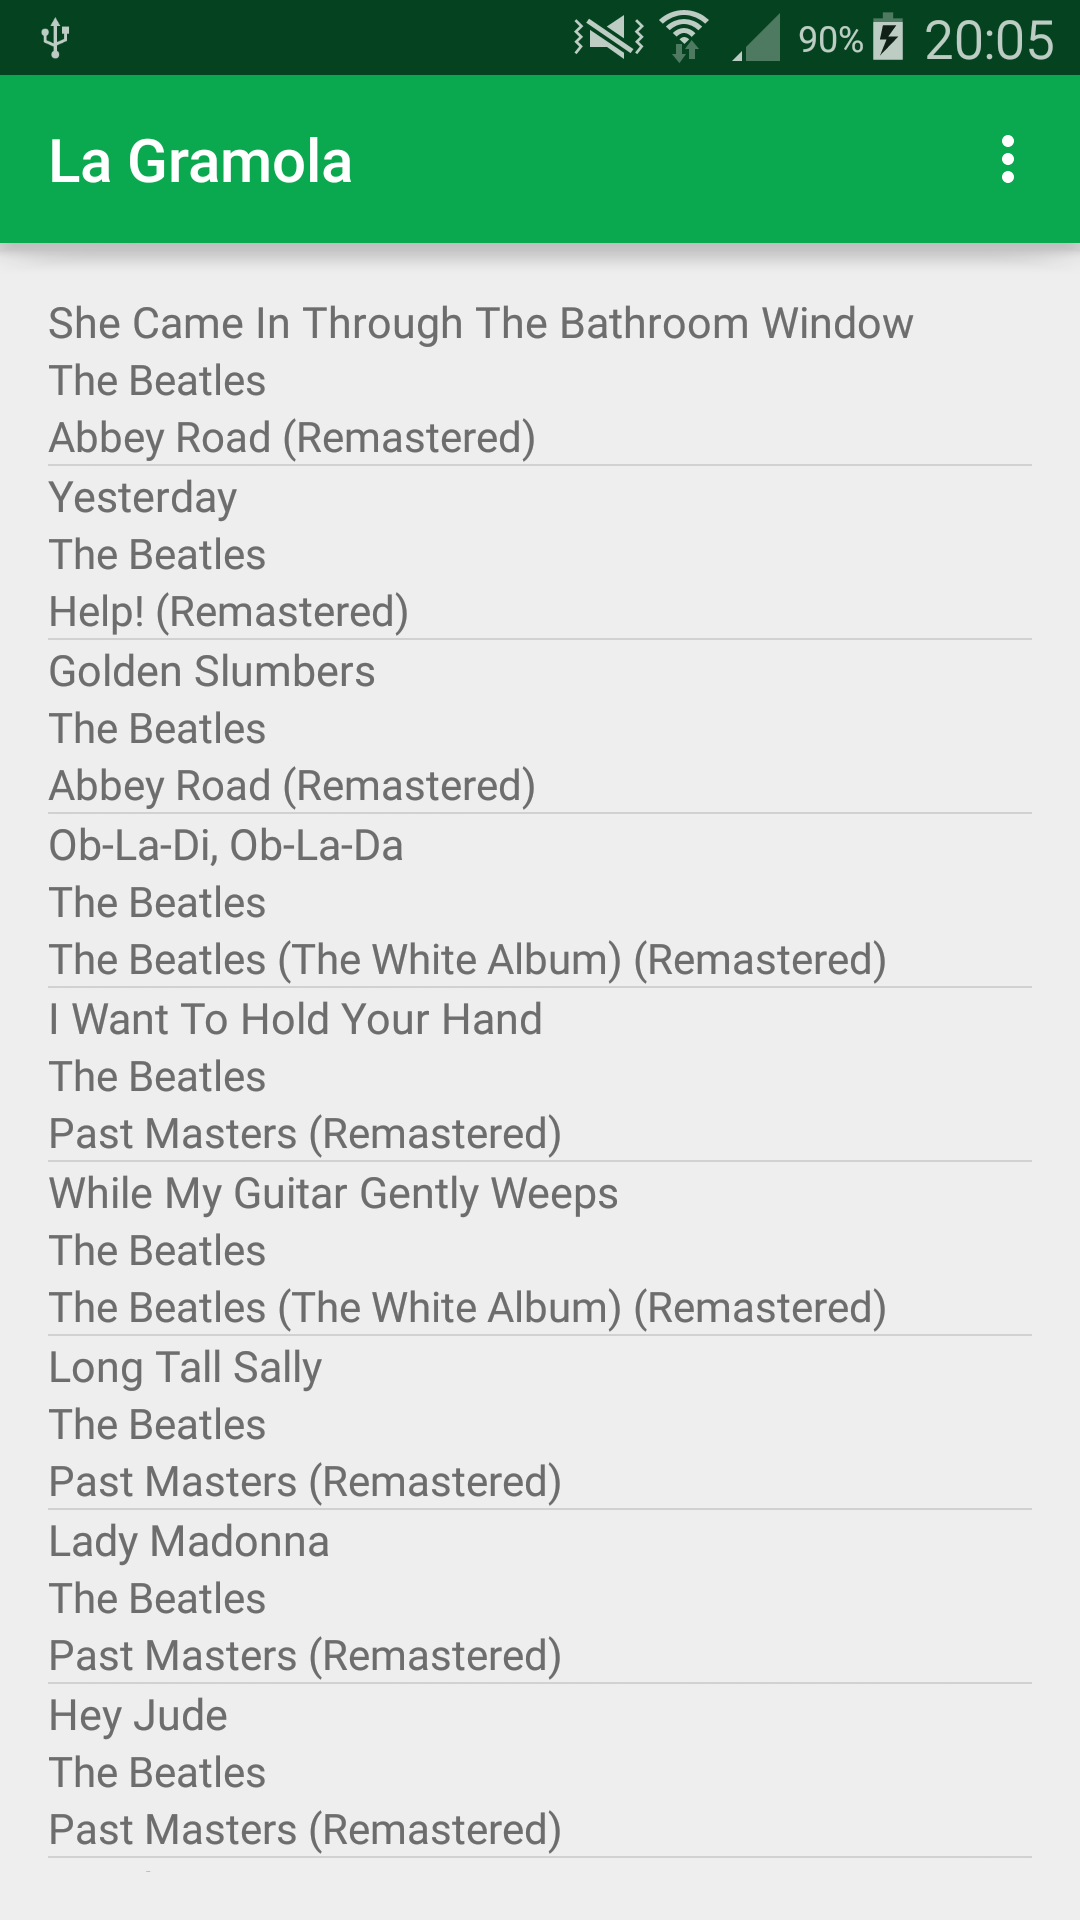 90% 20:05
La Gramola
She Came In Through The Bathroom Window
The Beatles
Abbey Road (Remastered)
Yesterday
The Beatles
Help! (Remastered)
Golden Slumbers
The Beatles
Abbey Road (Remastered)
Ob-La-Di, Ob-La-Da
The Beatles
The Beatles (The White Album) (Remastered)
I Want To Hold Your Hand
The Beatles
Past Masters (Remastered)
While My Guitar Gently Weeps
The Beatles
The Beatles (The White Album) (Remastered)
Long Tall Sally
The Beatles
Past Masters (Remastered)
Lady Madonna
The Beatles
Past Masters (Remastered)
Hey Jude
The Beatles
Past Masters (Remastered)